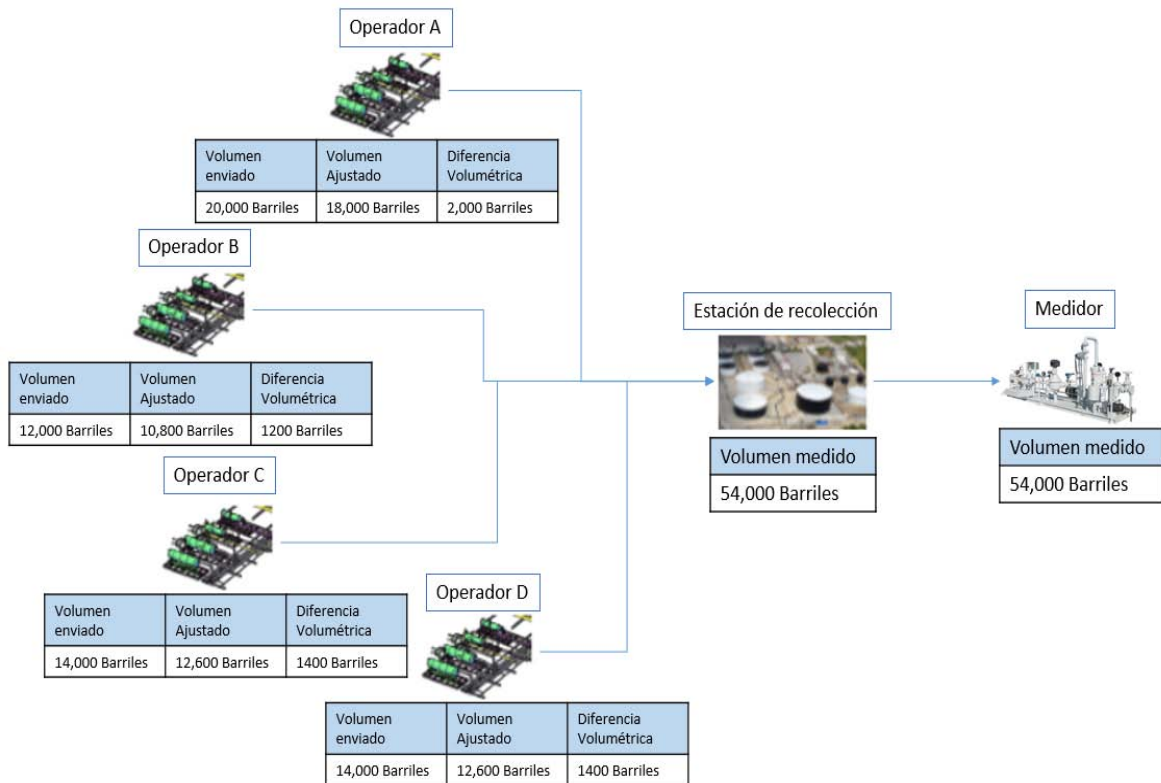 Operador A
Volumen enviado
Volumen Ajustado
Diferencia Volumétrica
20,000 Barriles
18,000 Barriles
2,000 Barriles
Operador B
Volumen enviado
Volumen Ajustado
Diferencia Volumétrica
12,000 Barriles
10,800 Barriles
1200 Barriles
Estación de recolección
Volumen medido
54,000 Barriles
Medidor
Volumen medido
54,000 Barriles
Operador C
Volumen enviado
Volumen Ajustado
Diferencia Volumétrica
14,000 Barriles
12,600 Barriles
1400 Barriles
Operador D
Volumen enviado
Volumen Ajustado
Diferencia Volumétrica
14,000 Barriles
12,600 Barriles
1400 Barriles